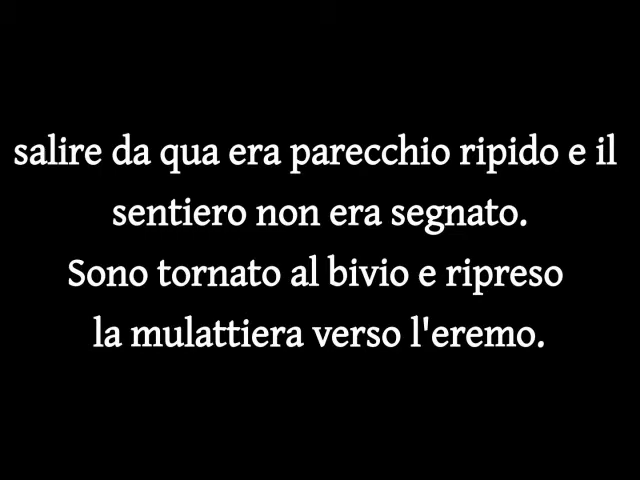 salire da qua era parecchio ripido e il
sentiero non era segnato.
Sono tornato al bivio e ripreso
la mulattiera verso l'eremo.